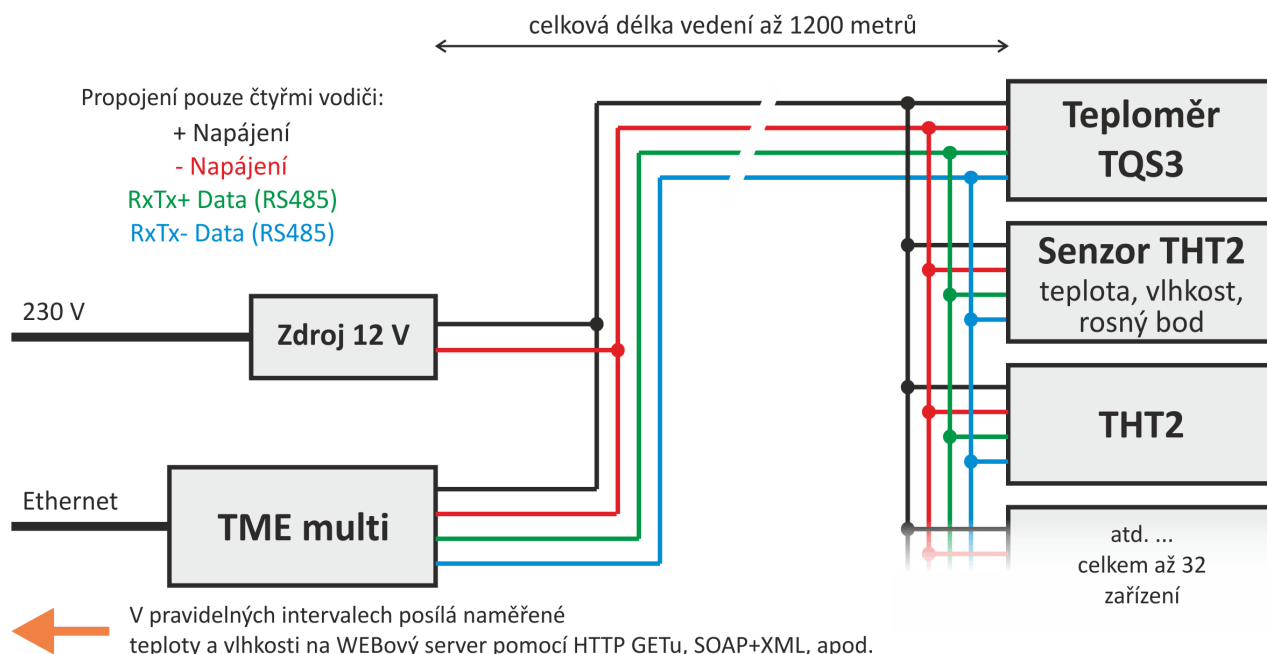 celková délka vedení až 1200 metrů
Propojení pouze čtyřmi vodiči:
+ Napájení
- Napájení
RxTx+ Data (RS485)
RxTx- Data (RS485)
230 V
Zdroj 12 V
Ethernet
TME multi
Teploměr
TQS3
Senzor THT2
teplota, vlhkost,
rosný bod
THT2
atd. ...
celkem až 32
zařízení
V pravidelných intervalech posílá naměřené
teploty a vlhkosti na WEBový server pomocí HTTP GETu, SOAP+XML, apod.